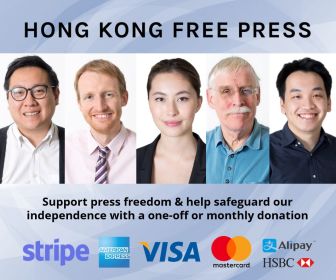 HONG KONG FREE PRESS
Support press freedom & help safeguard our
independence with a one-off or monthly donation
stripe
AMERICAN EXPRESS
VISA
mastercard
Alipay
HSBC